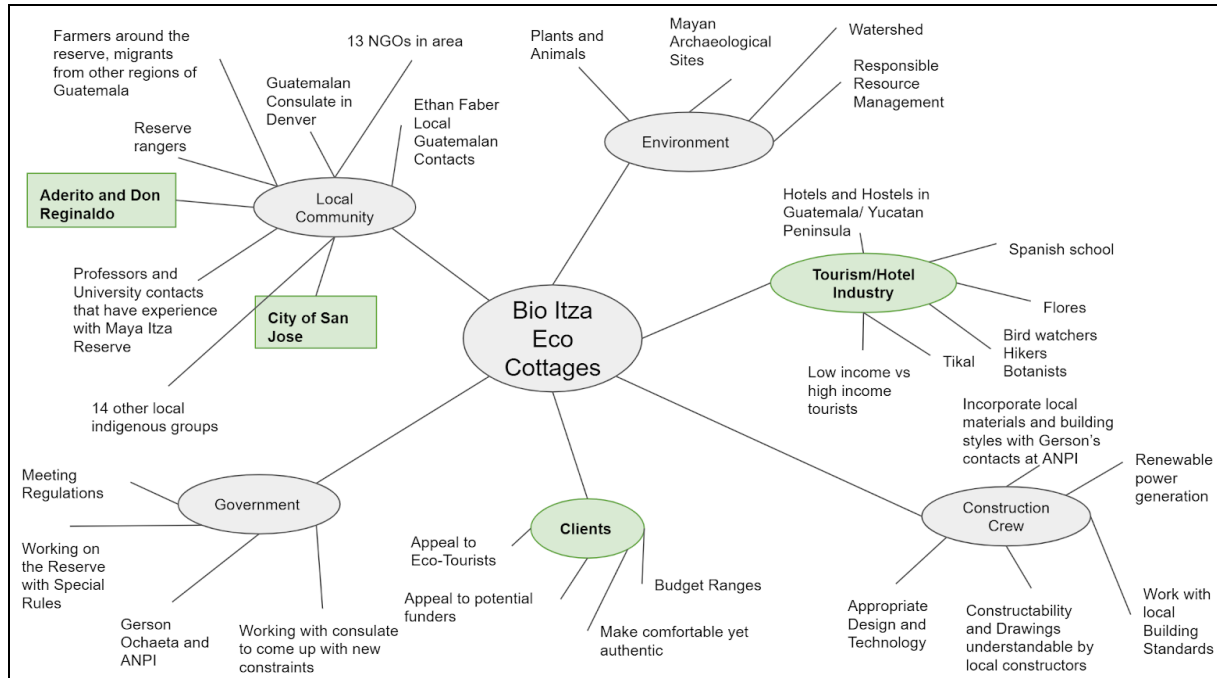 Farmers around the
reserve, migrants
from other regions of
Guatemala
13 NGOs in area
Guatemalan
Consulate in
Denver
Ethan Faber
Local
Guatemalan
Contacts
Reserve
rangers
Aderito and Don
Reginaldo
Local
Community
Professors and
University contacts
that have experience
with Maya Itza
Reserve
City of San
Jose
14 other local
indigenous groups
Plants and
Animals
Mayan
Archaeological
Sites
Watershed
Responsible
Resource
Management
Environment
Hotels and Hostels in
Guatemala/ Yucatan
Peninsula
Spanish school
Tourism/Hotel
Industry
Flores
Bird watchers
Hikers
Botanists
Tikal
Low income vs
high income
tourists
Bio Itza
Eco
Cottages
Incorporate local
materials and building
styles with Gerson's
contacts at ANPI
Renewable
power
generation
Construction
Crew
Appropriate
Design and
Technology
Constructability
and Drawings
understandable by
local constructors
Work with
local
Building
Standards
Meeting
Regulations
Government
Working on
the Reserve
with Special
Rules
Gerson
Ochaeta and
ANPI
Working with consulate
to come up with new
constraints
Clients
Appeal to
Eco-Tourists
Appeal to potential
funders
Budget Ranges
Make comfortable yet
authentic